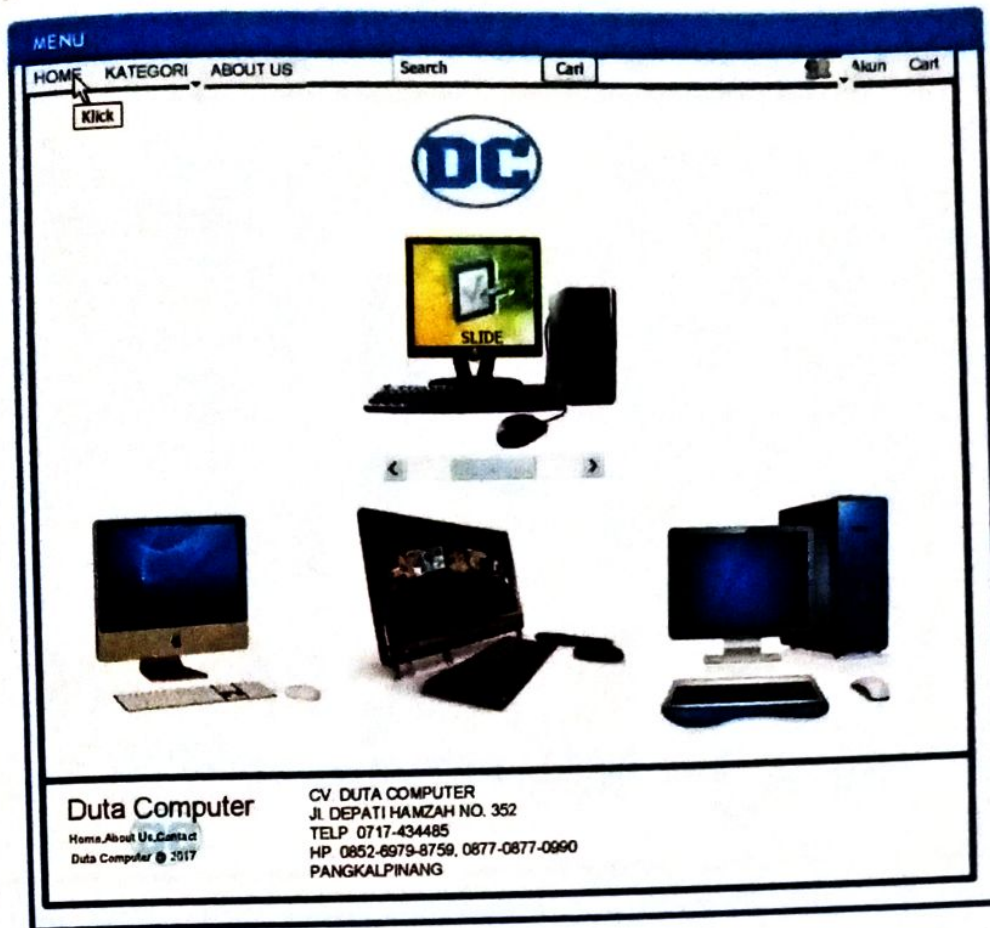 MENU
HOME KATEGORI ABOUT US Search Cari Akun Cart
Klick
DC
SLIDE
Duta Computer
Home,About Us,Contact
Duta Computer @ 2017
CV DUTA COMPUTER
Jl. DEPATI HAMZAH NO. 352
TELP 0717-434485
HP 0852-6979-8759, 0877-0877-0990
PANGKALPINANG